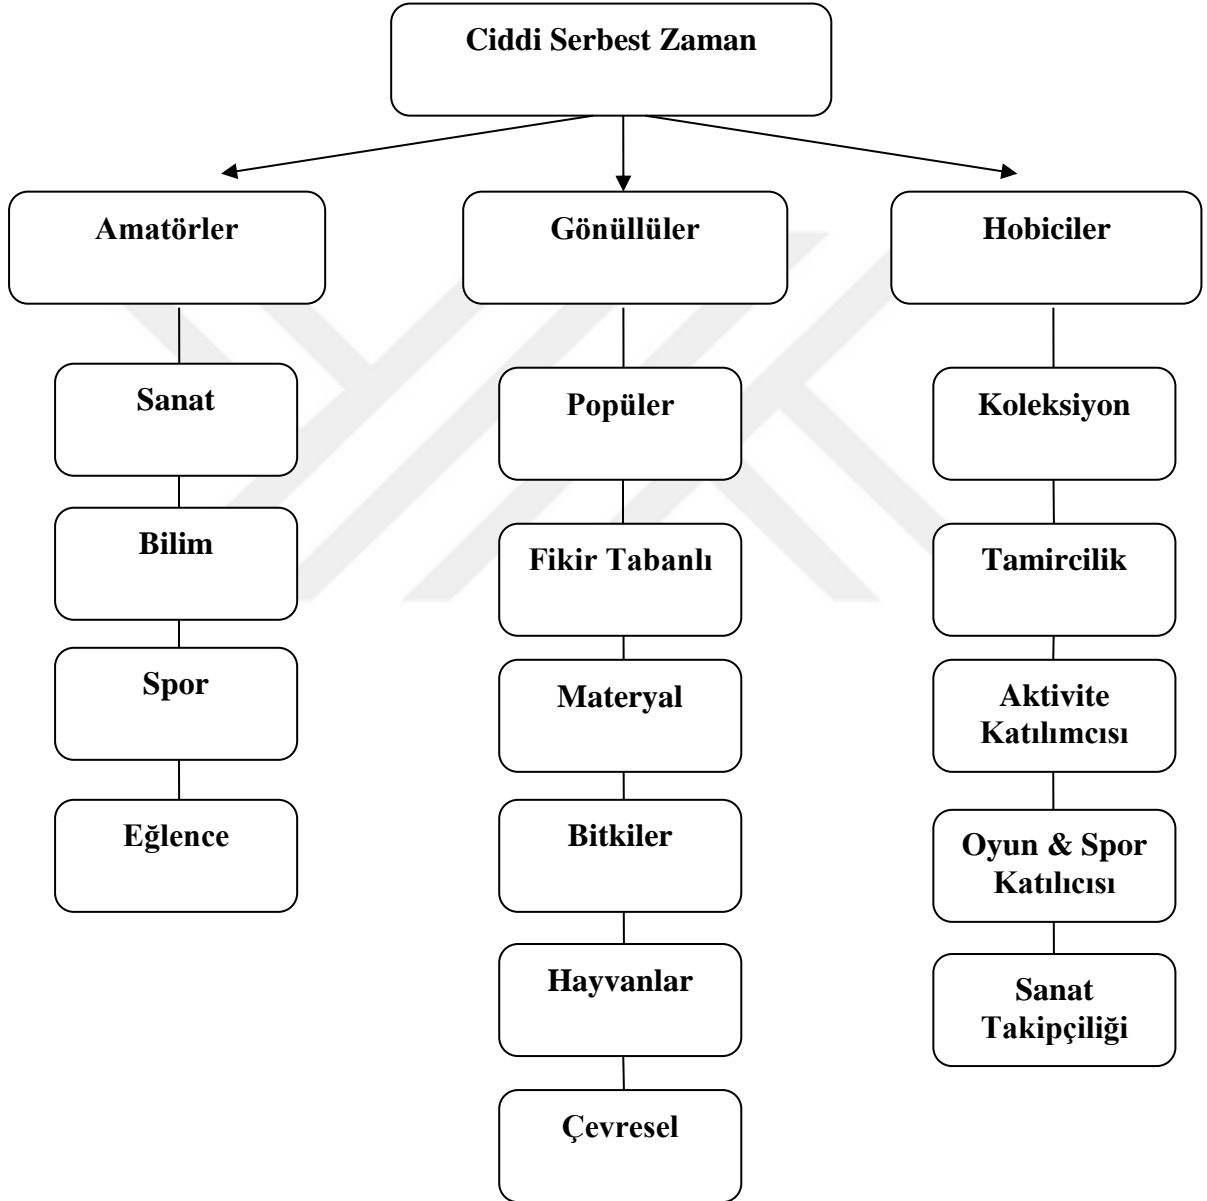 Ciddi Serbest Zaman
Amatörler
Gönüllüler
Hobiciler
Sanat
Popüler
Koleksiyon
Bilim
Fikir Tabanlı
Tamircilik
Spor
Materyal
Aktivite
Katılımcısı
Eğlence
Bitkiler
Oyun & Spor
Katılıcısı
Hayvanlar
Sanat
Takipçiliği
Çevresel